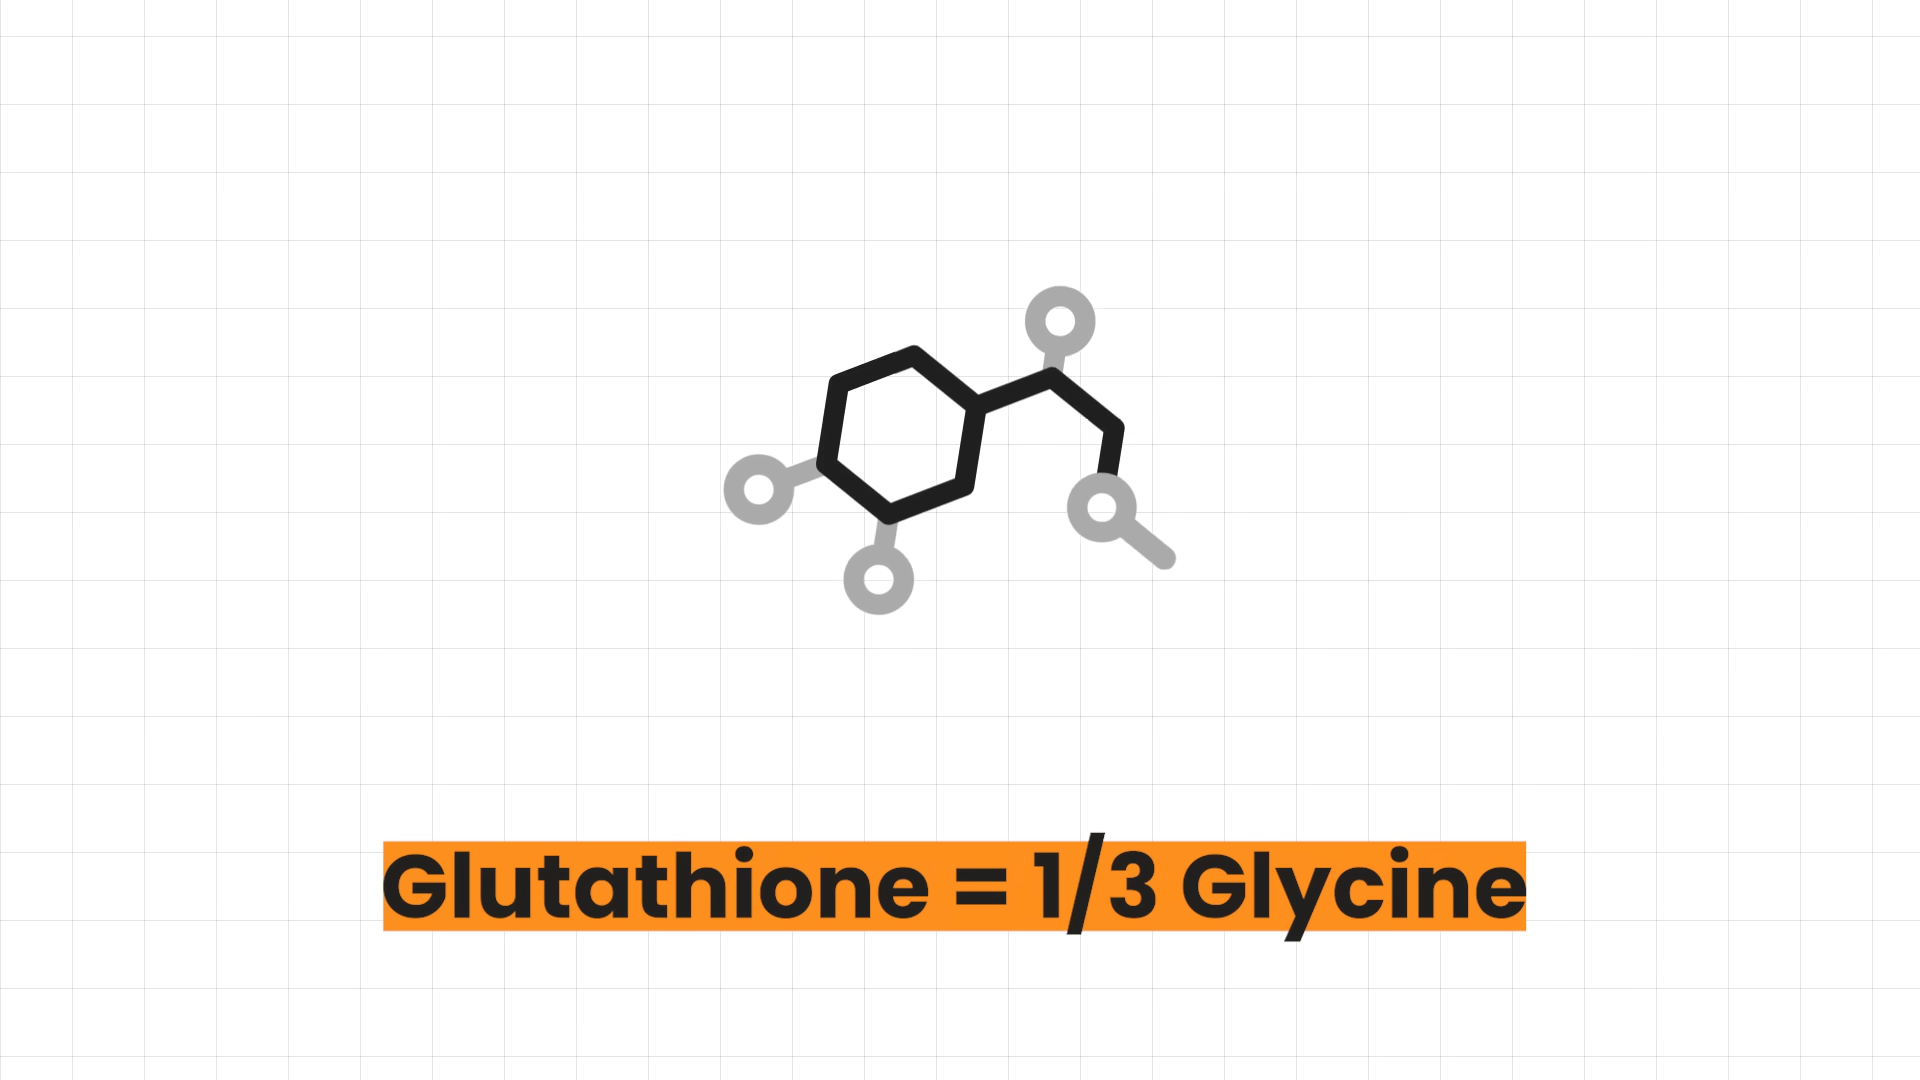 Glutathione = 1/3 Glycine